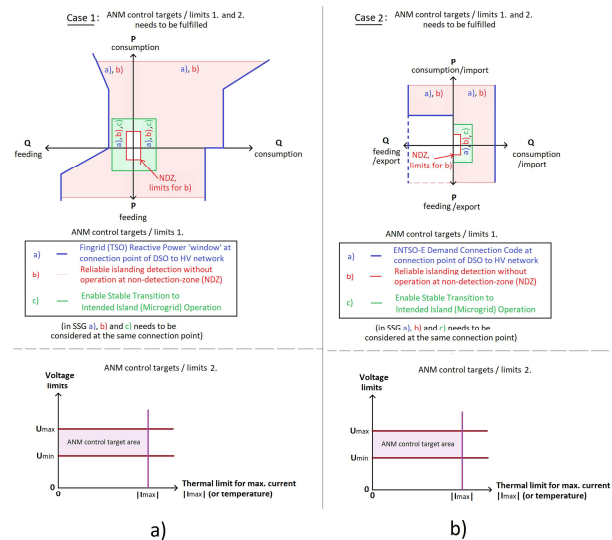 Case 1: ANM control targets / limits 1. and 2.
needs to be fulfilled
P
consumption
a), b)
a), b)
a), b), c)
a), b), c)
Q
feeding
Q
consumption
NDZ,
limits for b)
P
feeding
ANM control targets / limits 1.
a) Fingrid (TSO) Reactive Power 'window' at
connection point of DSO to HV network
b) Reliable islanding detection without
operation at non-detection-zone (NDZ)
c) Enable Stable Transition to
Intended Island (Microgrid) Operation
(in SSG a), b) and c) needs to be
considered at the same connection point)
ANM control targets / limits 2.
Voltage
limits
Umax
ANM control target area
Umin
0
0
|Imax|
Thermal limit for max. current
|Imax| (or temperature)
a)
Case 2: ANM control targets / limits 1. and 2.
needs to be fulfilled
P
consumption/import
a), b)
a), b)
a), b), c)
Q
feeding
/export
Q
consumption
/import
NDZ,
limits for b)
P
feeding/export
ANM control targets / limits 1.
a) ENTSO-E Demand Connection Code at
connection point of DSO to HV network
b) Reliable islanding detection without
operation at non-detection-zone (NDZ)
c) Enable Stable Transition to
Intended Island (Microgrid) Operation
(in SSG a), b) and c) needs to be
considered at the same connection point)
ANM control targets / limits 2.
Voltage
limits
Umax
ANM control target area
Umin
0
0
|Imax|
Thermal limit for max. current
|Imax| (or temperature)
b)